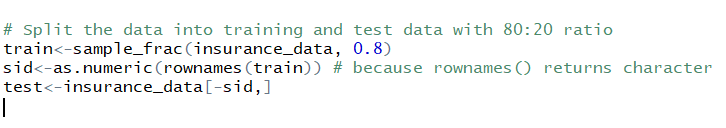 # Split the data into training and test data with 80:20 ratio
train<-sample_frac(insurance_data, 0.8)
sid<-as.numeric(rownames(train)) # because rownames() returns character
test<-insurance_data[-sid,]